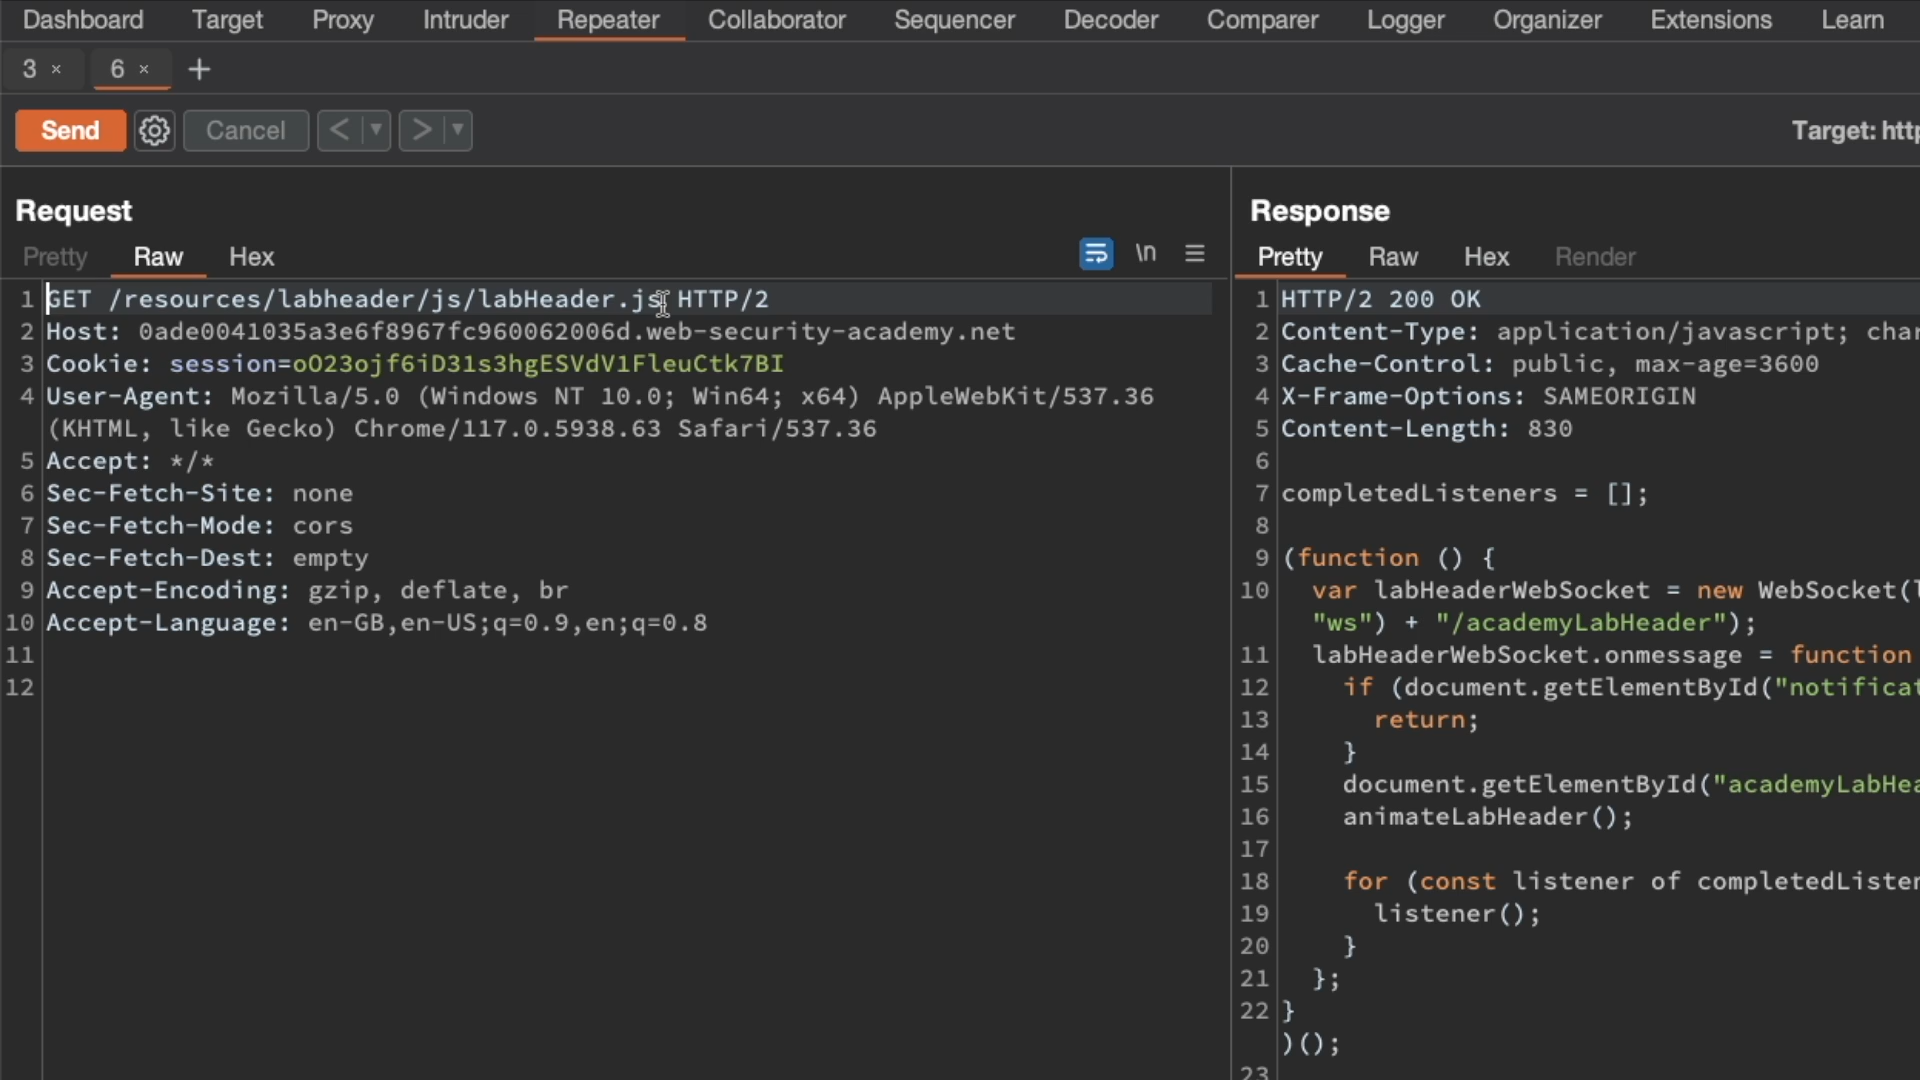 Dashboard Target Proxy Intruder Repeater Collaborator Sequencer Decoder Comparer Logger Organizer Extensions Learn
3 × 6 × +
Send Cancel < ▾ > ▾ Target: http
Request
Pretty Raw Hex \n
1 GET /resources/labheader/js/labHeader.js HTTP/2
2 Host: 0ade0041035a3e6f8967fc960062006d.web-security-academy.net
3 Cookie: session=oO23ojf6iD31s3hgESVdV1FleuCtk7BI
4 User-Agent: Mozilla/5.0 (Windows NT 10.0; Win64; x64) AppleWebKit/537.36
(KHTML, like Gecko) Chrome/117.0.5938.63 Safari/537.36
5 Accept: */*
6 Sec-Fetch-Site: none
7 Sec-Fetch-Mode: cors
8 Sec-Fetch-Dest: empty
9 Accept-Encoding: gzip, deflate, br
10 Accept-Language: en-GB,en-US;q=0.9,en;q=0.8
11
12
Response
Pretty Raw Hex Render
1 HTTP/2 200 OK
2 Content-Type: application/javascript; char
3 Cache-Control: public, max-age=3600
4 X-Frame-Options: SAMEORIGIN
5 Content-Length: 830
6
7 completedListeners = [];
8
9 (function () {
10 var labHeaderWebSocket = new WebSocket(l
"ws") + "/academyLabHeader");
11 labHeaderWebSocket.onmessage = function
12 if (document.getElementById("notificat
13 return;
14 }
15 document.getElementById("academyLabHea
16 animateLabHeader();
17
18 for (const listener of completedListen
19 listener();
20 }
21 };
22 }
)();
23